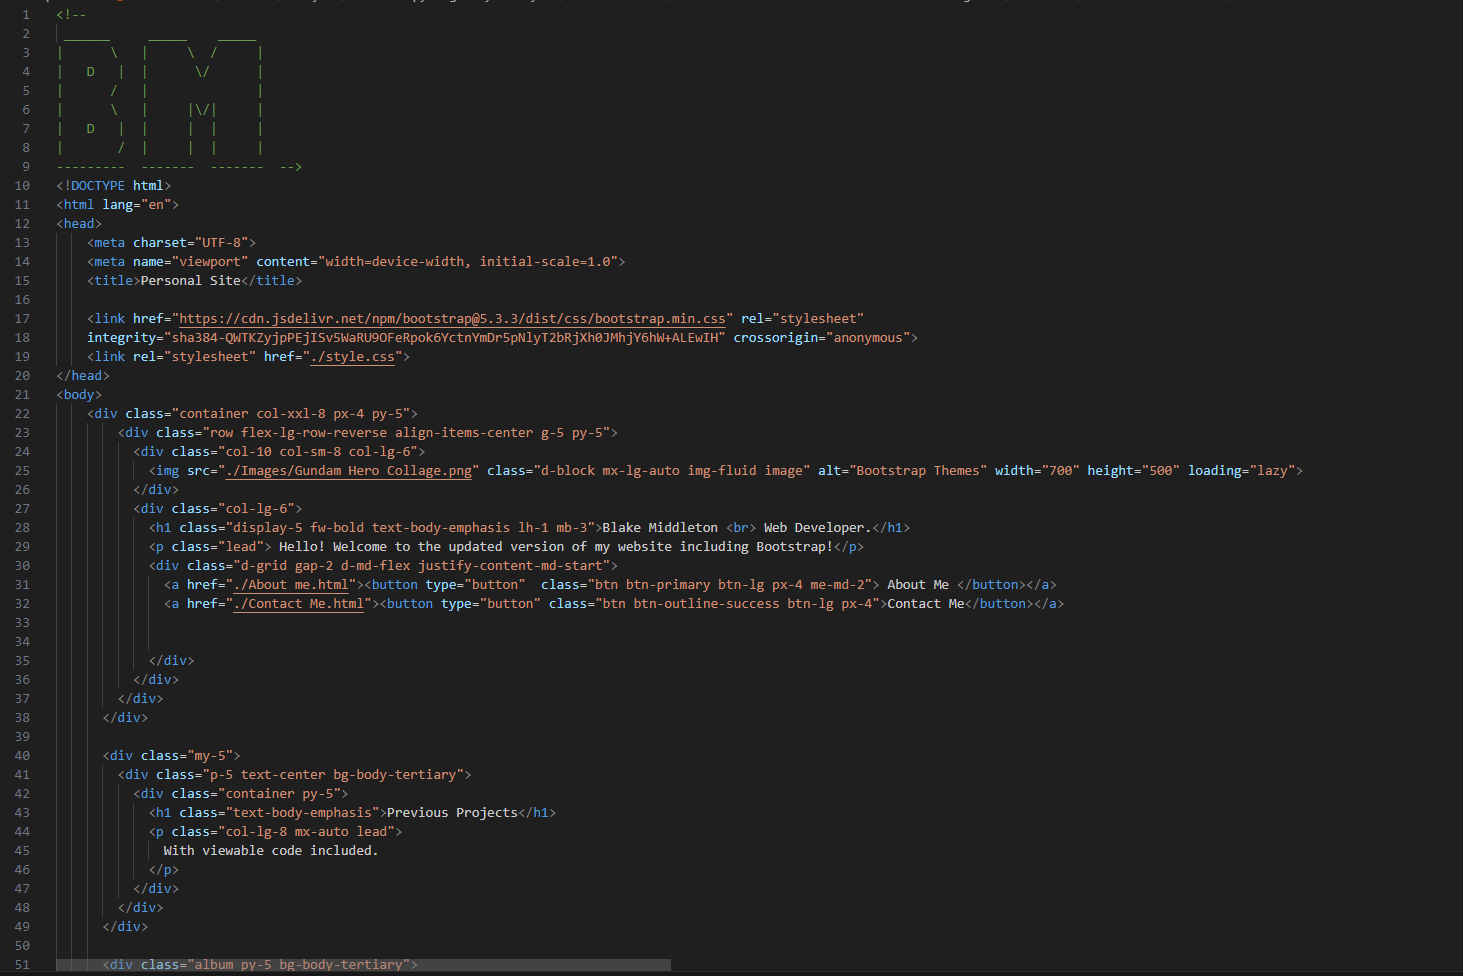 1 <!--
2  ______     _____    _____
3 |      \   |     \  /     |
4 |   D   |  |      \/      |
5 |      /   |              |
6 |      \   |     |\/|     |
7 |   D   |  |     |  |     |
8 |       /  |     |  |     |
9 ---------  -------  -------  -->
10 <!DOCTYPE html>
11 <html lang="en">
12 <head>
13     <meta charset="UTF-8">
14     <meta name="viewport" content="width=device-width, initial-scale=1.0">
15     <title>Personal Site</title>
16
17     <link href="https://cdn.jsdelivr.net/npm/bootstrap@5.3.3/dist/css/bootstrap.min.css" rel="stylesheet"
18     integrity="sha384-QWTKZyjpPEjISv5WaRU9OFeRpok6YctnYmDr5pNlyT2bRjXh0JMhjY6hW+ALEwIH" crossorigin="anonymous">
19     <link rel="stylesheet" href="./style.css">
20 </head>
21 <body>
22     <div class="container col-xxl-8 px-4 py-5">
23         <div class="row flex-lg-row-reverse align-items-center g-5 py-5">
24           <div class="col-10 col-sm-8 col-lg-6">
25             <img src="./Images/Gundam Hero Collage.png" class="d-block mx-lg-auto img-fluid image" alt="Bootstrap Themes" width="700" height="500" loading="lazy">
26           </div>
27           <div class="col-lg-6">
28             <h1 class="display-5 fw-bold text-body-emphasis lh-1 mb-3">Blake Middleton <br> Web Developer.</h1>
29             <p class="lead"> Hello! Welcome to the updated version of my website including Bootstrap!</p>
30             <div class="d-grid gap-2 d-md-flex justify-content-md-start">
31               <a href="./About me.html"><button type="button"  class="btn btn-primary btn-lg px-4 me-md-2"> About Me </button></a>
32               <a href="./Contact Me.html"><button type="button" class="btn btn-outline-success btn-lg px-4">Contact Me</button></a>
33
34
35             </div>
36           </div>
37         </div>
38       </div>
39
40       <div class="my-5">
41         <div class="p-5 text-center bg-body-tertiary">
42           <div class="container py-5">
43             <h1 class="text-body-emphasis">Previous Projects</h1>
44             <p class="col-lg-8 mx-auto lead">
45               With viewable code included.
46             </p>
47           </div>
48         </div>
49       </div>
50
51       <div class="album py-5 bg-body-tertiary">